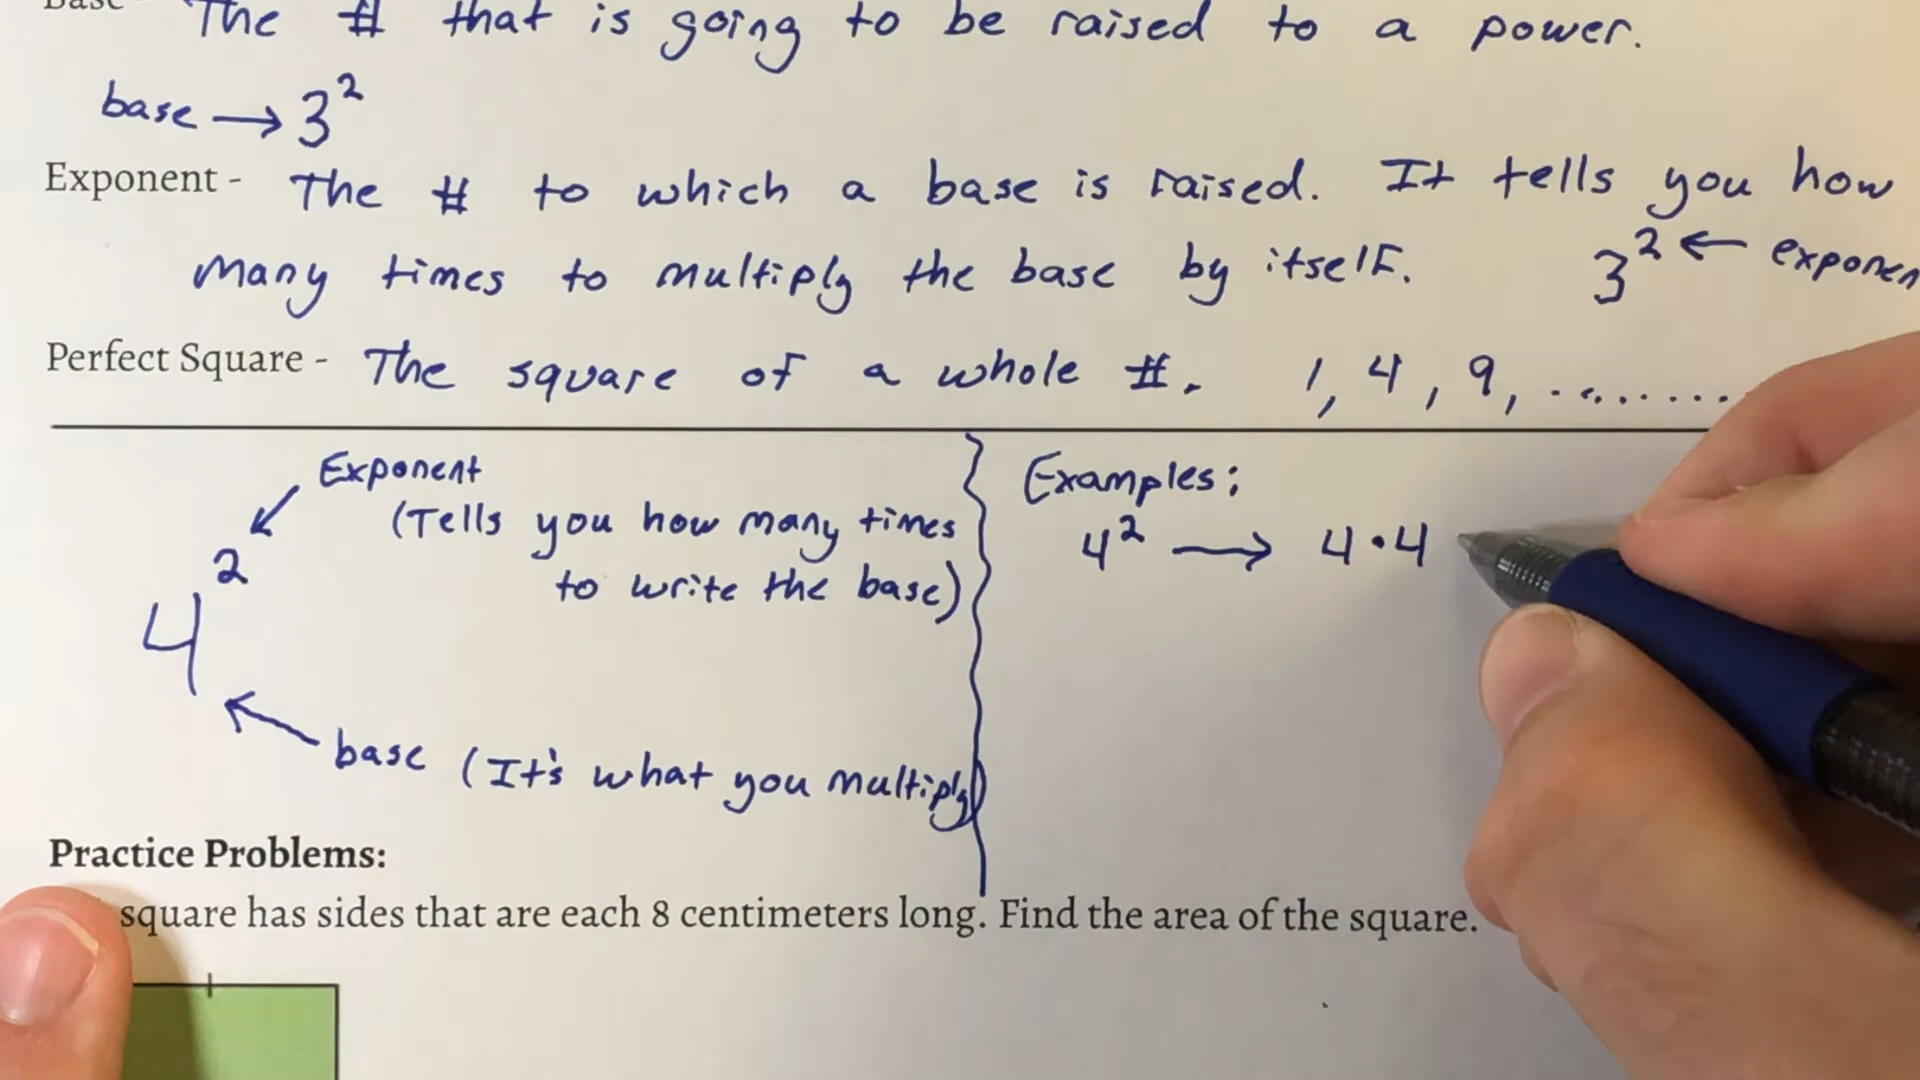 Base - The # that is going to be raised to a power.
base → 3²
Exponent - The # to which a base is raised. It tells you how
many times to multiply the base by itself. 3² ← exponen
Perfect Square - The square of a whole #. 1, 4, 9, .........
Exponent
(Tells you how many times
to write the base)
4²
base (It's what you multiply)
Examples:
4² → 4·4
Practice Problems:
square has sides that are each 8 centimeters long. Find the area of the square.